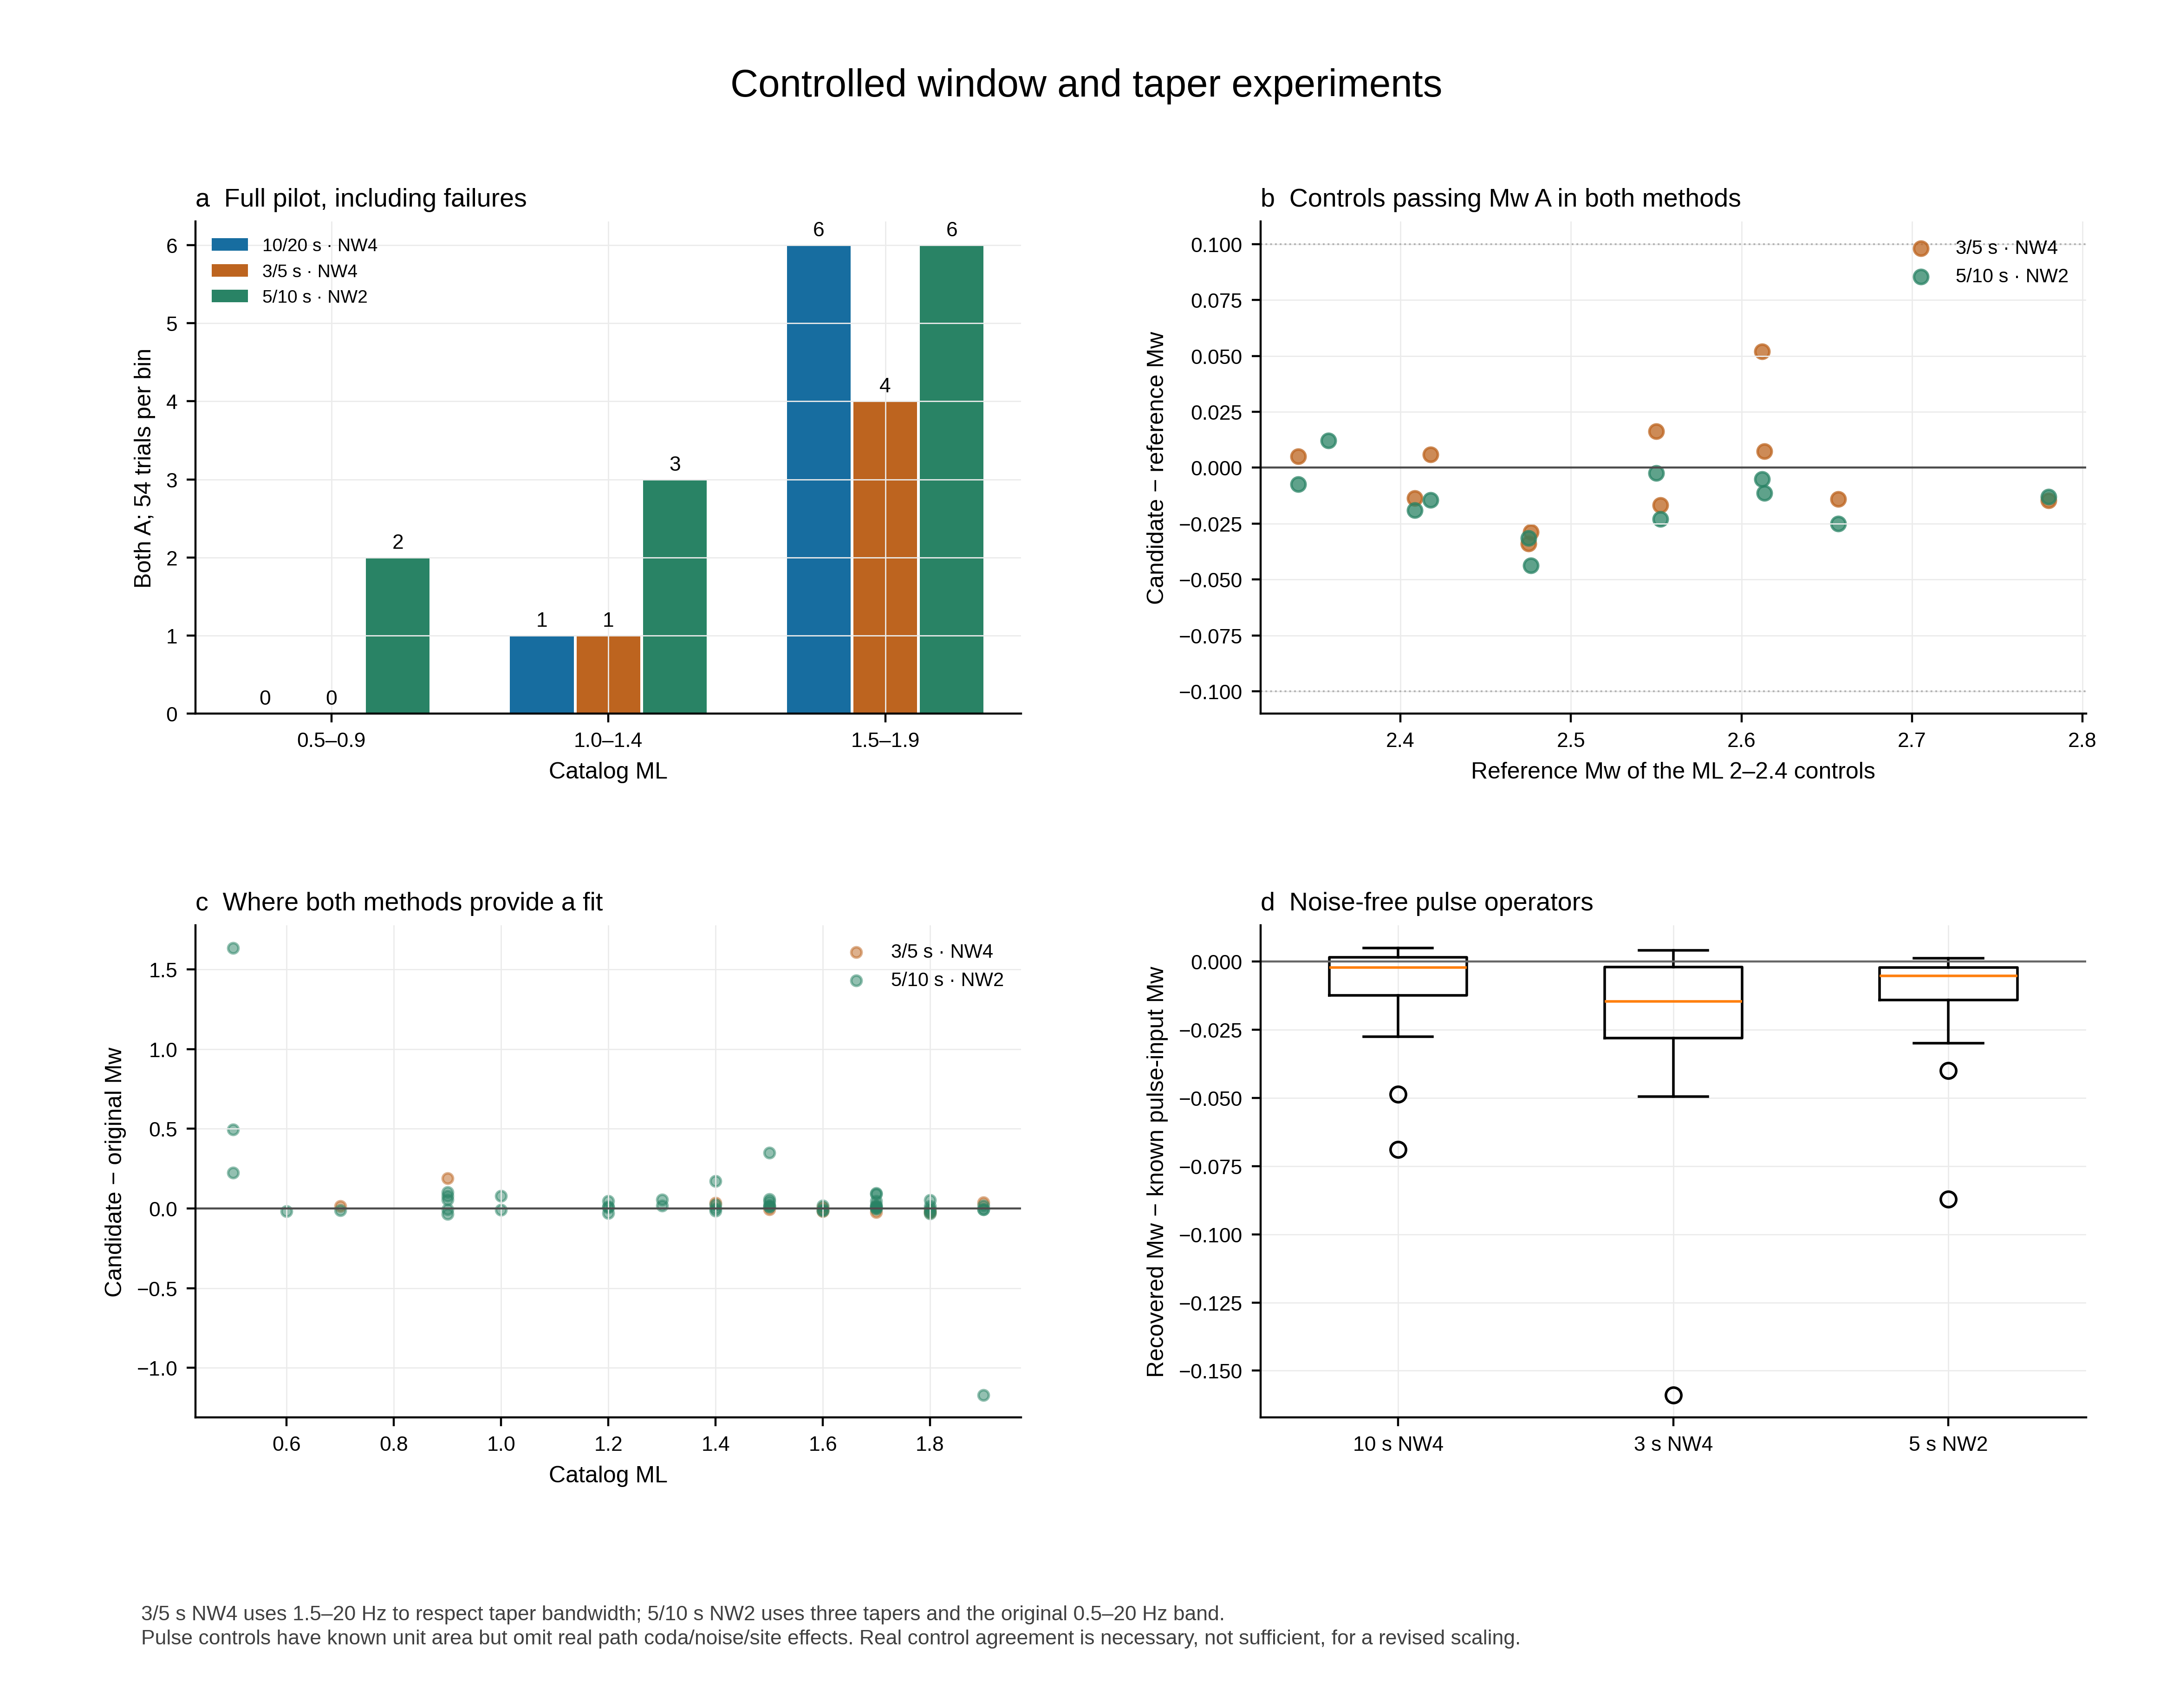 Controlled window and taper experiments
a Full pilot, including failures
10/20 s · NW4
3/5 s · NW4
5/10 s · NW2
Both A; 54 trials per bin
6
5
4
3
2
1
0
0
0
2
1
1
3
6
4
6
0.5–0.9
1.0–1.4
1.5–1.9
Catalog ML
b Controls passing Mw A in both methods
3/5 s · NW4
5/10 s · NW2
Candidate − reference Mw
0.100
0.075
0.050
0.025
0.000
−0.025
−0.050
−0.075
−0.100
2.4
2.5
2.6
2.7
2.8
Reference Mw of the ML 2–2.4 controls
c Where both methods provide a fit
3/5 s · NW4
5/10 s · NW2
Candidate − original Mw
1.5
1.0
0.5
0.0
−0.5
−1.0
0.6
0.8
1.0
1.2
1.4
1.6
1.8
Catalog ML
d Noise-free pulse operators
Recovered Mw − known pulse-input Mw
0.000
−0.025
−0.050
−0.075
−0.100
−0.125
−0.150
10 s NW4
3 s NW4
5 s NW2
3/5 s NW4 uses 1.5–20 Hz to respect taper bandwidth; 5/10 s NW2 uses three tapers and the original 0.5–20 Hz band.
Pulse controls have known unit area but omit real path coda/noise/site effects. Real control agreement is necessary, not sufficient, for a revised scaling.